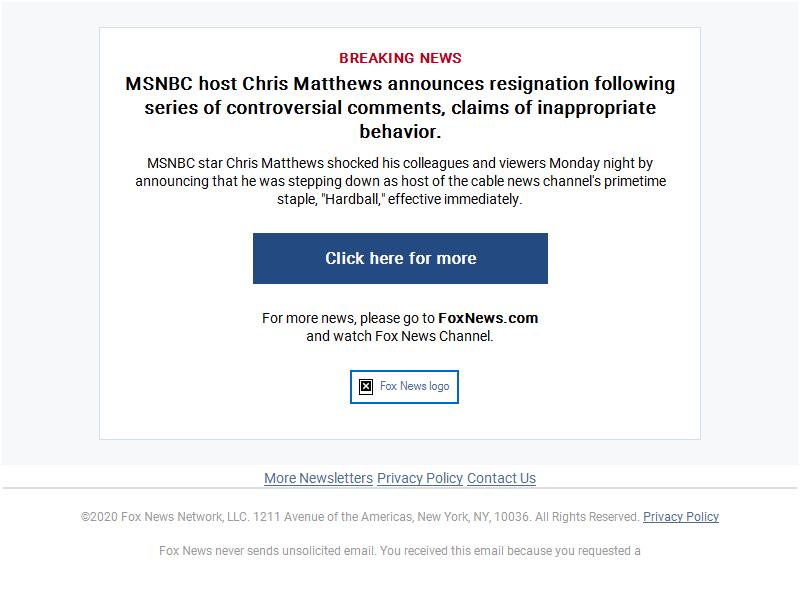 BREAKING NEWS
MSNBC host Chris Matthews announces resignation following
series of controversial comments, claims of inappropriate
behavior.
MSNBC star Chris Matthews shocked his colleagues and viewers Monday night by
announcing that he was stepping down as host of the cable news channel's primetime
staple, "Hardball," effective immediately.
Click here for more
For more news, please go to FoxNews.com
and watch Fox News Channel.
Fox News logo
More Newsletters Privacy Policy Contact Us
©2020 Fox News Network, LLC. 1211 Avenue of the Americas, New York, NY, 10036. All Rights Reserved. Privacy Policy
Fox News never sends unsolicited email. You received this email because you requested a